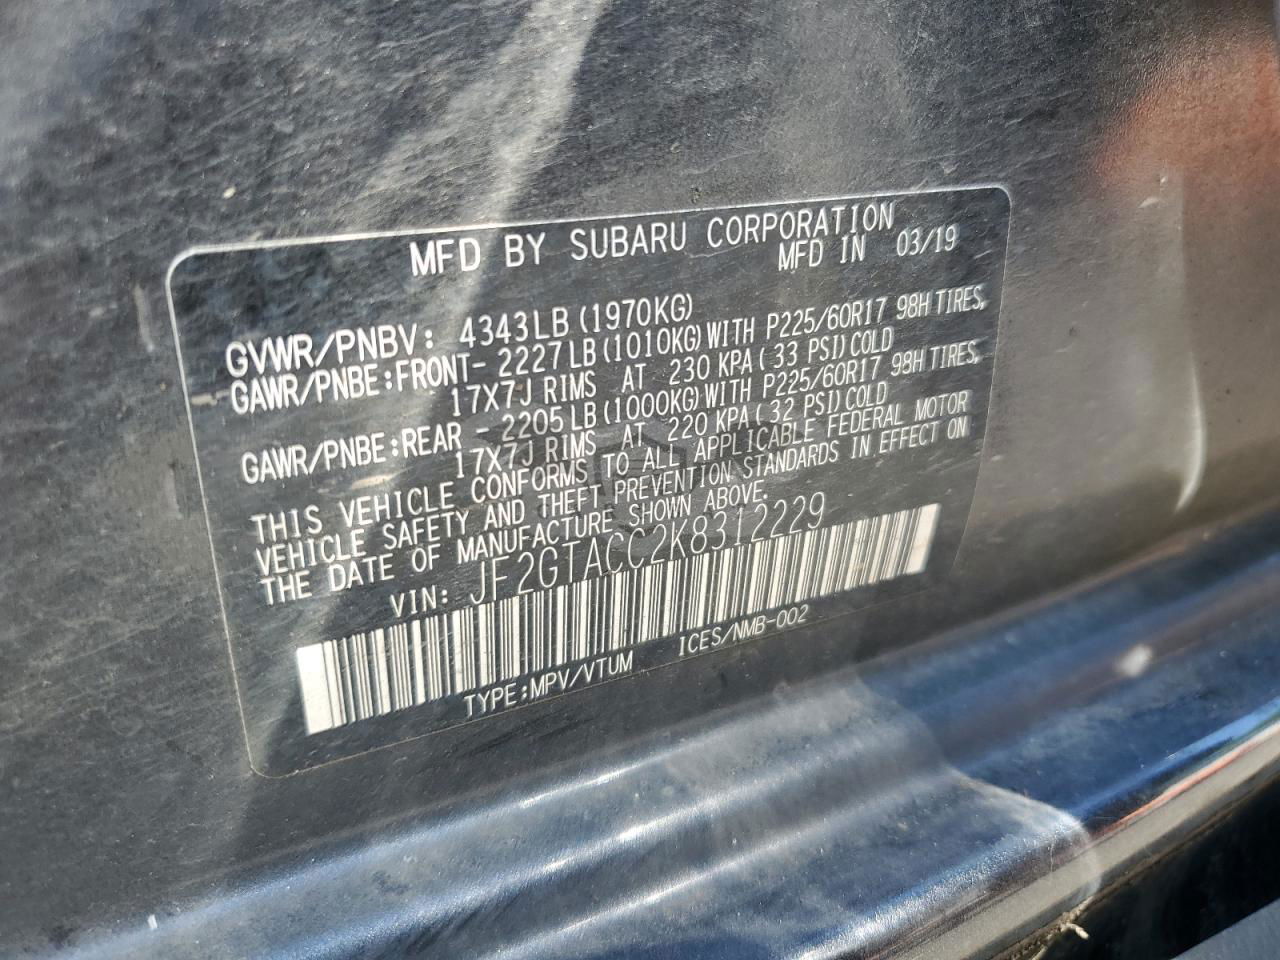 MFD BY SUBARU CORPORATION
MFD IN 03/19
GVWR/PNBV: 4343LB(1970KG)
GAWR/PNBE:FRONT-2227LB(1010KG)WITH P225/60R17 98H TIRES,
17X7J RIMS AT 230 KPA(33 PSI)COLD
GAWR/PNBE:REAR -2205LB(1000KG)WITH P225/60R17 98H TIRES,
17X7J RIMS AT 220 KPA(32 PSI)COLD
THIS VEHICLE CONFORMS TO ALL APPLICABLE FEDERAL MOTOR
VEHICLE SAFETY AND THEFT PREVENTION STANDARDS IN EFFECT ON
THE DATE OF MANUFACTURE SHOWN ABOVE.
VIN: JF2GTACC2K8312229
TYPE:MPV/VTUM ICES/NMB-002